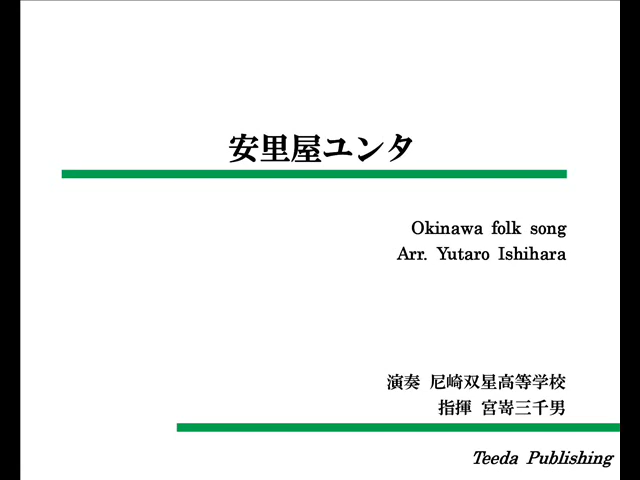 安里屋ユンタ
Okinawa folk song
Arr. Yutaro Ishihara
演奏 尼崎双星高等学校
指揮 宮嵜三千男
Teeda Publishing